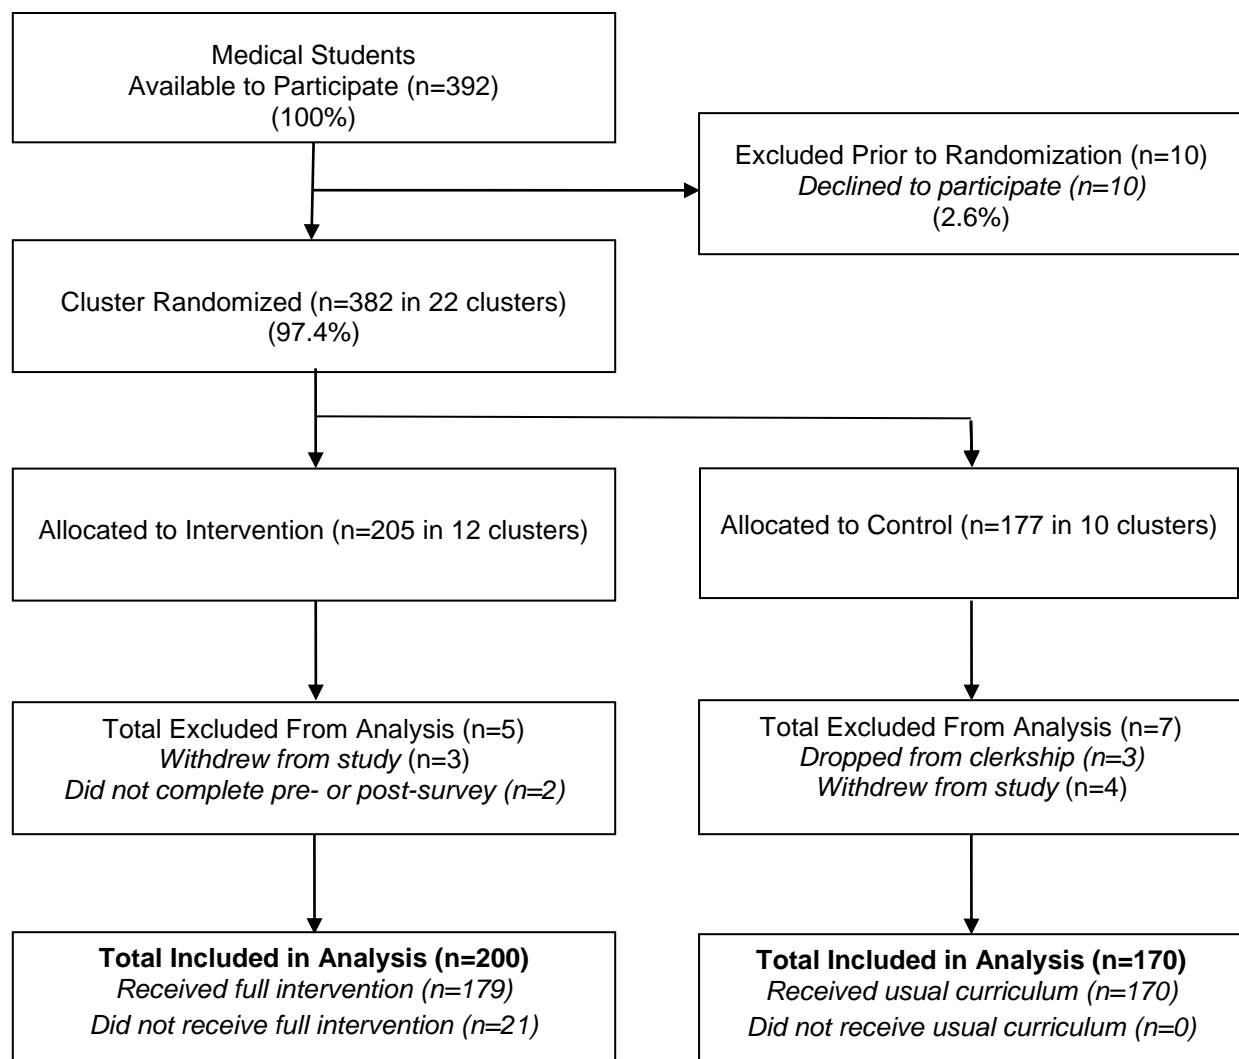 Medical Students
Available to Participate (n=392)
(100%)
Excluded Prior to Randomization (n=10)
Declined to participate (n=10)
(2.6%)
Cluster Randomized (n=382 in 22 clusters)
(97.4%)
Allocated to Intervention (n=205 in 12 clusters)
Allocated to Control (n=177 in 10 clusters)
Total Excluded From Analysis (n=5)
Withdrew from study (n=3)
Did not complete pre- or post-survey (n=2)
Total Excluded From Analysis (n=7)
Dropped from clerkship (n=3)
Withdrew from study (n=4)
Total Included in Analysis (n=200)
Received full intervention (n=179)
Did not receive full intervention (n=21)
Total Included in Analysis (n=170)
Received usual curriculum (n=170)
Did not receive usual curriculum (n=0)